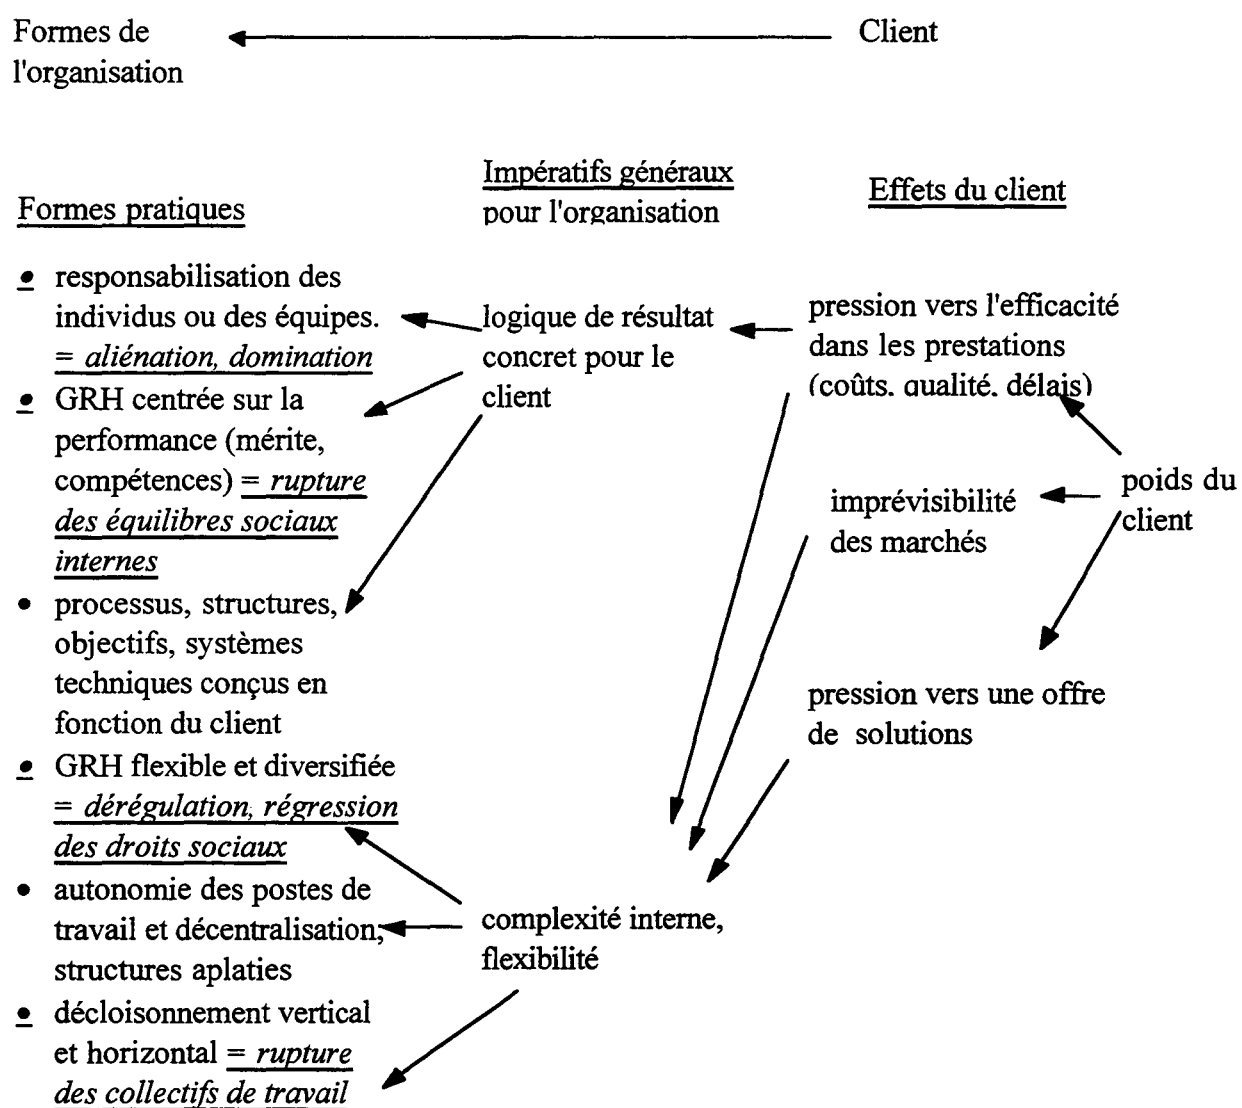 Formes de
l'organisation
Client
Formes pratiques
• responsabilisation des
individus ou des équipes.
= aliénation, domination
• GRH centrée sur la
performance (mérite,
compétences) = rupture
des équilibres sociaux
internes
• processus, structures,
objectifs, systèmes
techniques conçus en
fonction du client
• GRH flexible et diversifiée
= dérégulation, régression
des droits sociaux
• autonomie des postes de
travail et décentralisation,
structures aplaties
• décloisonnement vertical
et horizontal = rupture
des collectifs de travail
Impératifs généraux
pour l'organisation
logique de résultat
concret pour le
client
complexité interne,
flexibilité
Effets du client
pression vers l'efficacité
dans les prestations
(coûts, qualité, délais)
imprévisibilité
des marchés
pression vers une offre
de solutions
poids du
client